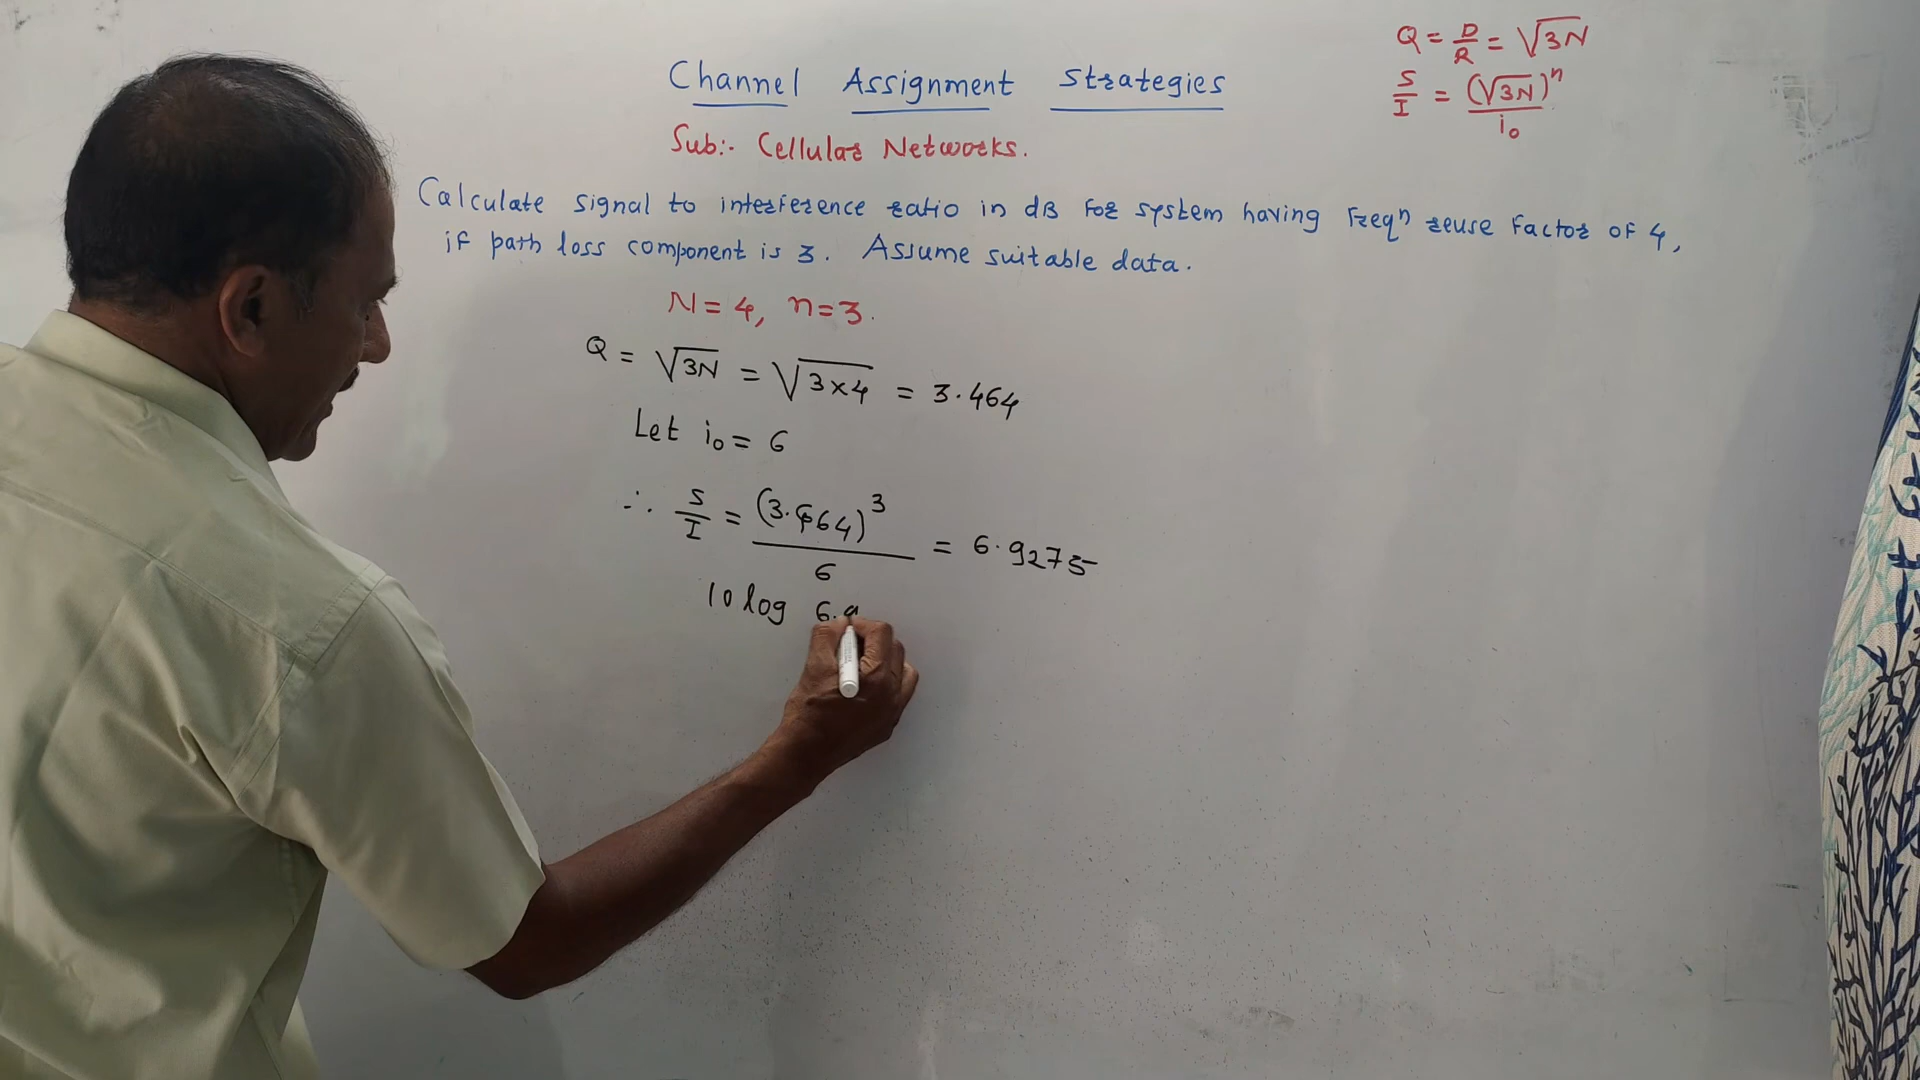 Channel Assignment Strategies
Sub:- Cellular Networks.
Q = D/R = √3N
S/I = (√3N)^n / i₀
Calculate signal to interference ratio in dB for system having freqⁿ reuse factor of 4,
if path loss component is 3. Assume suitable data.
N = 4, n = 3.
Q = √3N = √3×4 = 3.464
Let i₀ = 6
∴ S/I = (3.464)³ / 6 = 6.9275
10 log 6.9